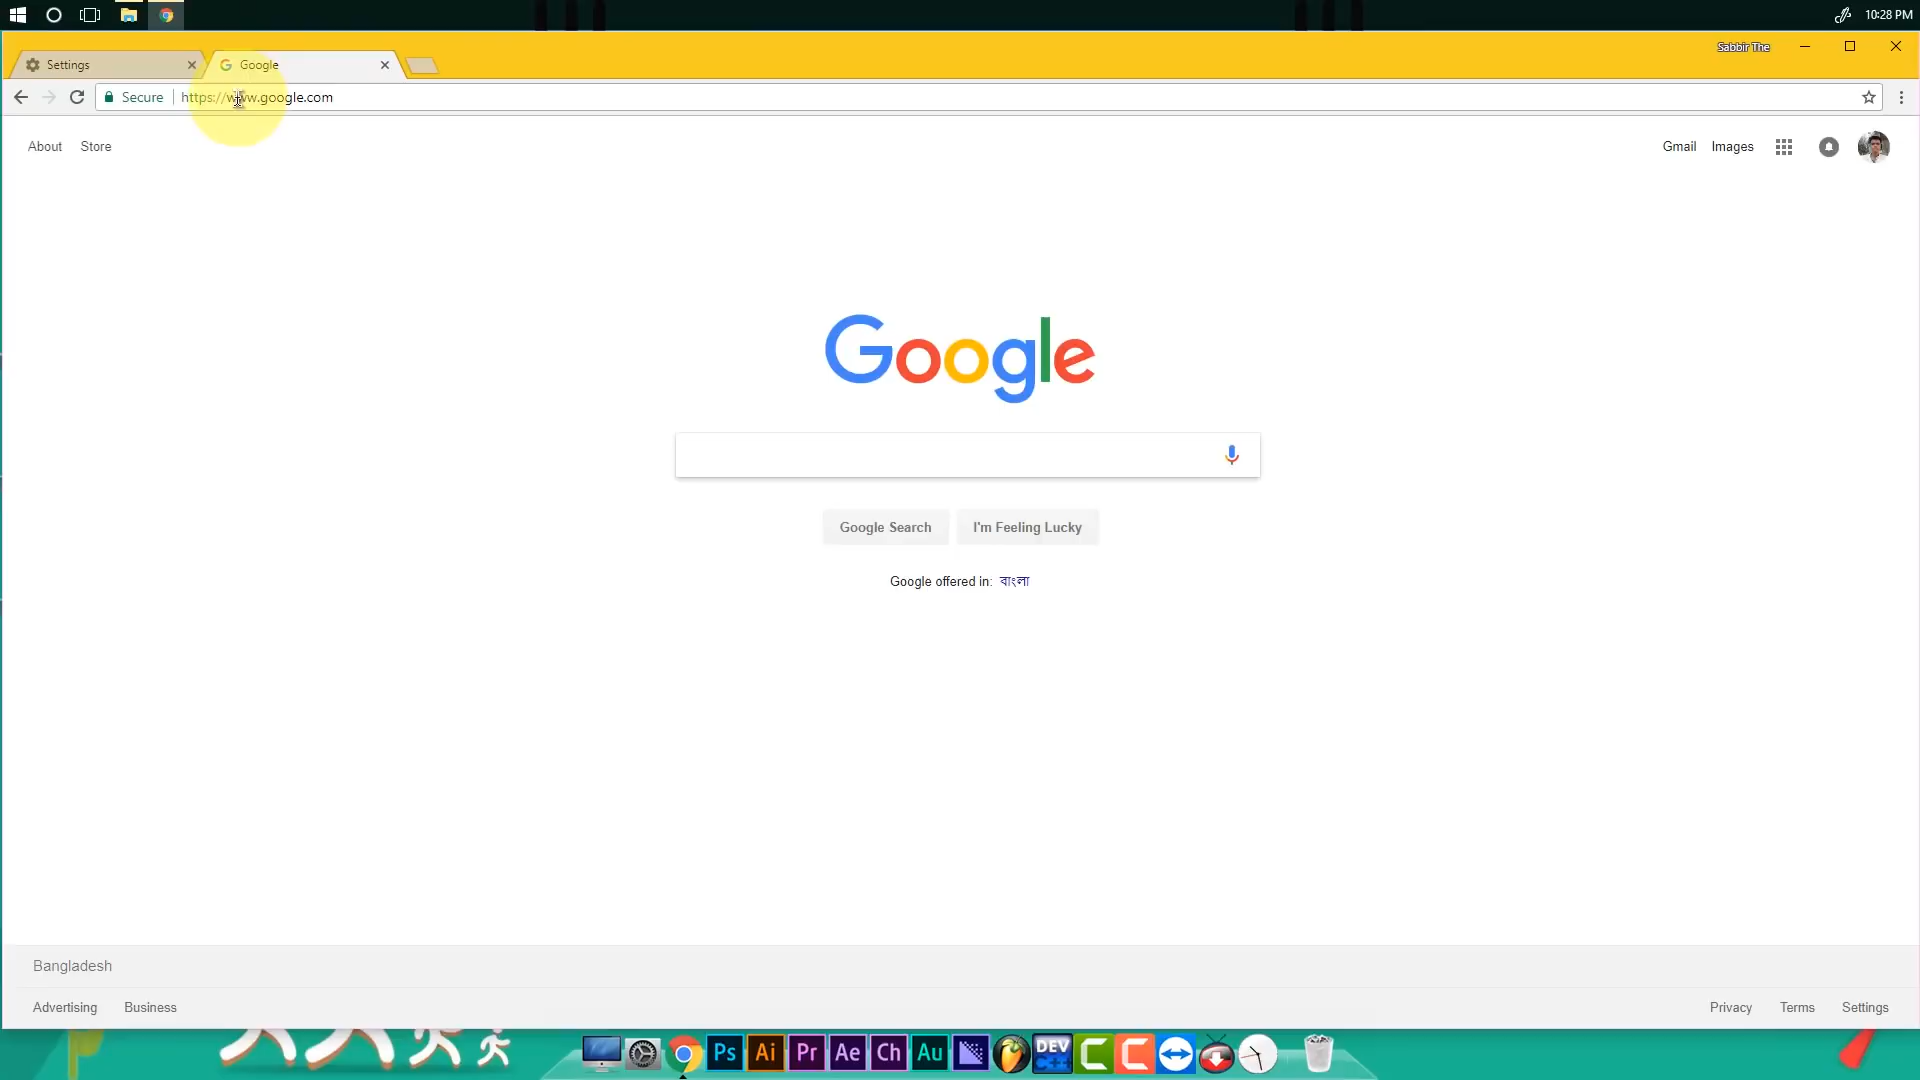 10:28 PM
Settings
Google
Sabbir The
Secure
https://www.google.com
About Store
Gmail Images
Google
Google Search
I'm Feeling Lucky
Google offered in: বাংলা
Bangladesh
Advertising Business
Privacy Terms Settings
Ps Ai Pr Ae Ch Au DEV C++